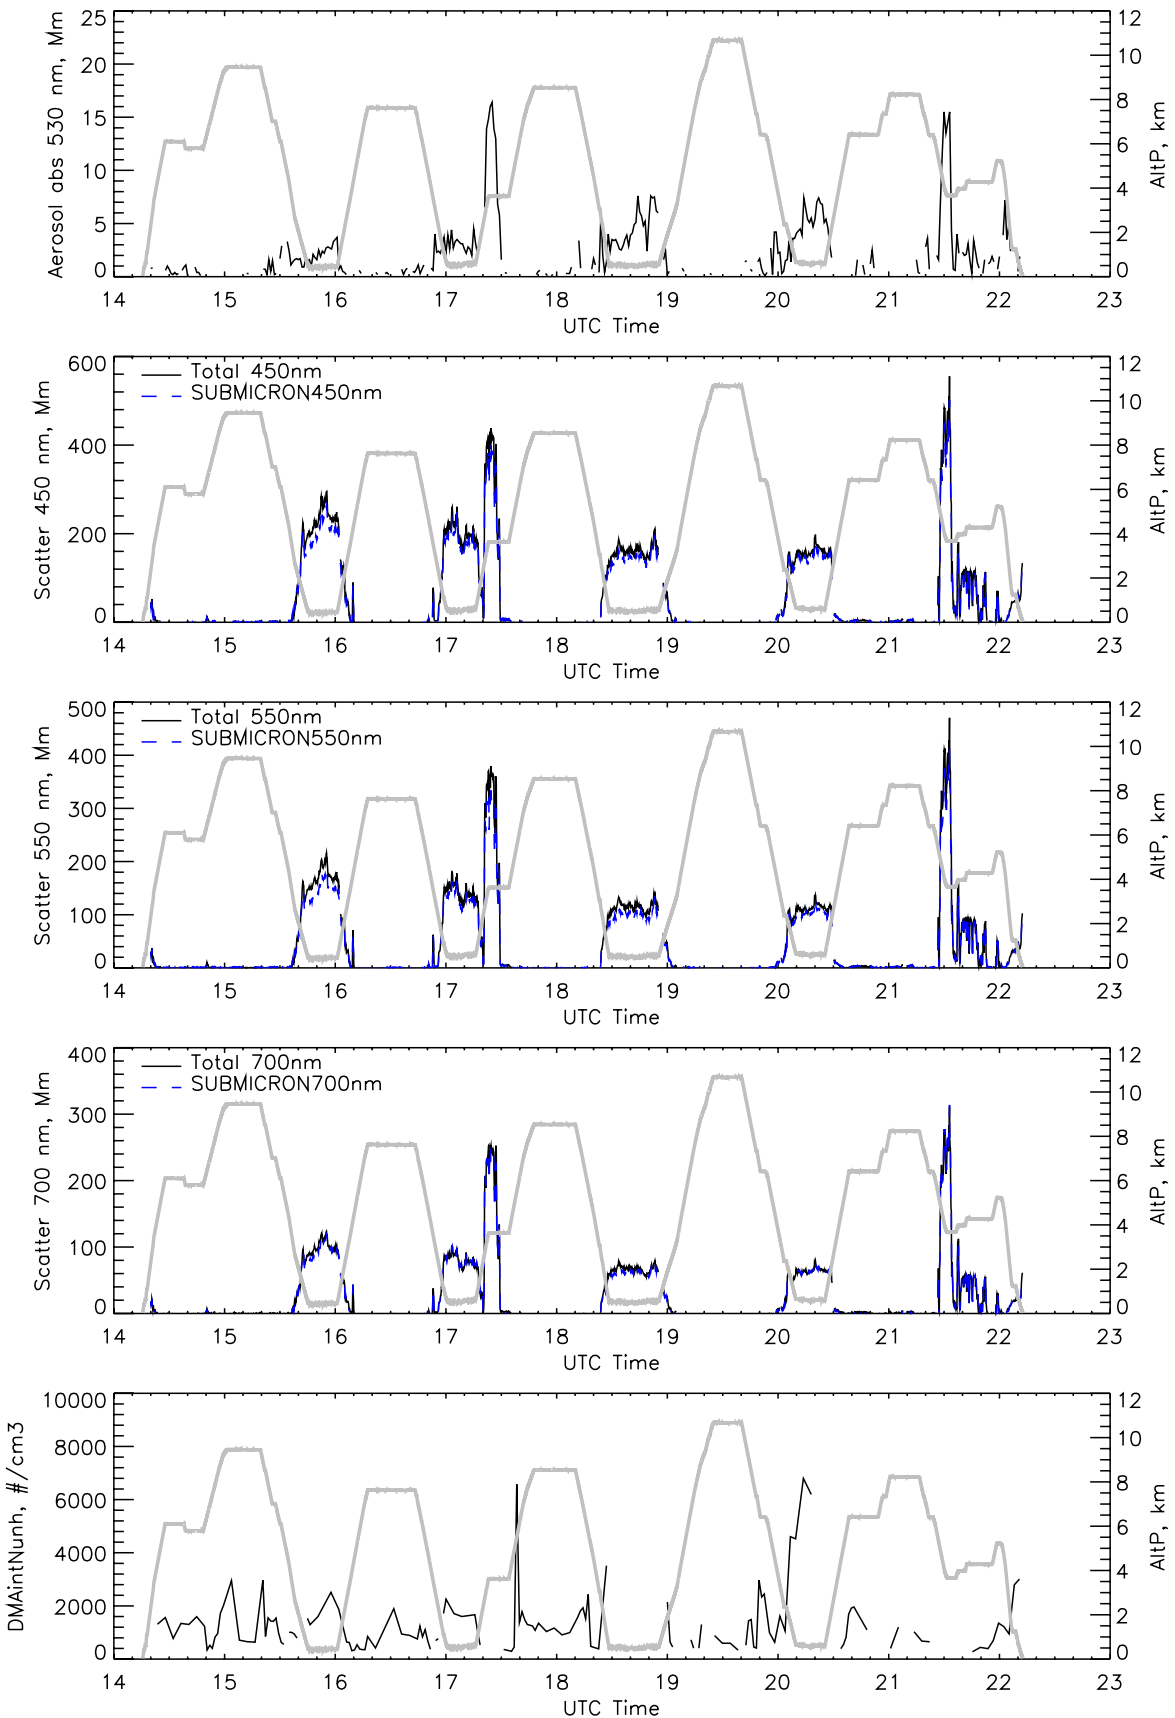 Aerosol abs 530 nm, Mm
25
20
15
10
5
0
12
10
8
6
4
2
0
AltP, km
14 15 16 17 18 19 20 21 22 23
UTC Time
Scatter 450 nm, Mm
600
400
200
0
Total 450nm
SUBMICRON450nm
12
10
8
6
4
2
0
AltP, km
14 15 16 17 18 19 20 21 22 23
UTC Time
Scatter 550 nm, Mm
500
400
300
200
100
0
Total 550nm
SUBMICRON550nm
12
10
8
6
4
2
0
AltP, km
14 15 16 17 18 19 20 21 22 23
UTC Time
Scatter 700 nm, Mm
400
300
200
100
0
Total 700nm
SUBMICRON700nm
12
10
8
6
4
2
0
AltP, km
14 15 16 17 18 19 20 21 22 23
UTC Time
DMAintNunh, #/cm3
10000
8000
6000
4000
2000
0
12
10
8
6
4
2
0
AltP, km
14 15 16 17 18 19 20 21 22 23
UTC Time